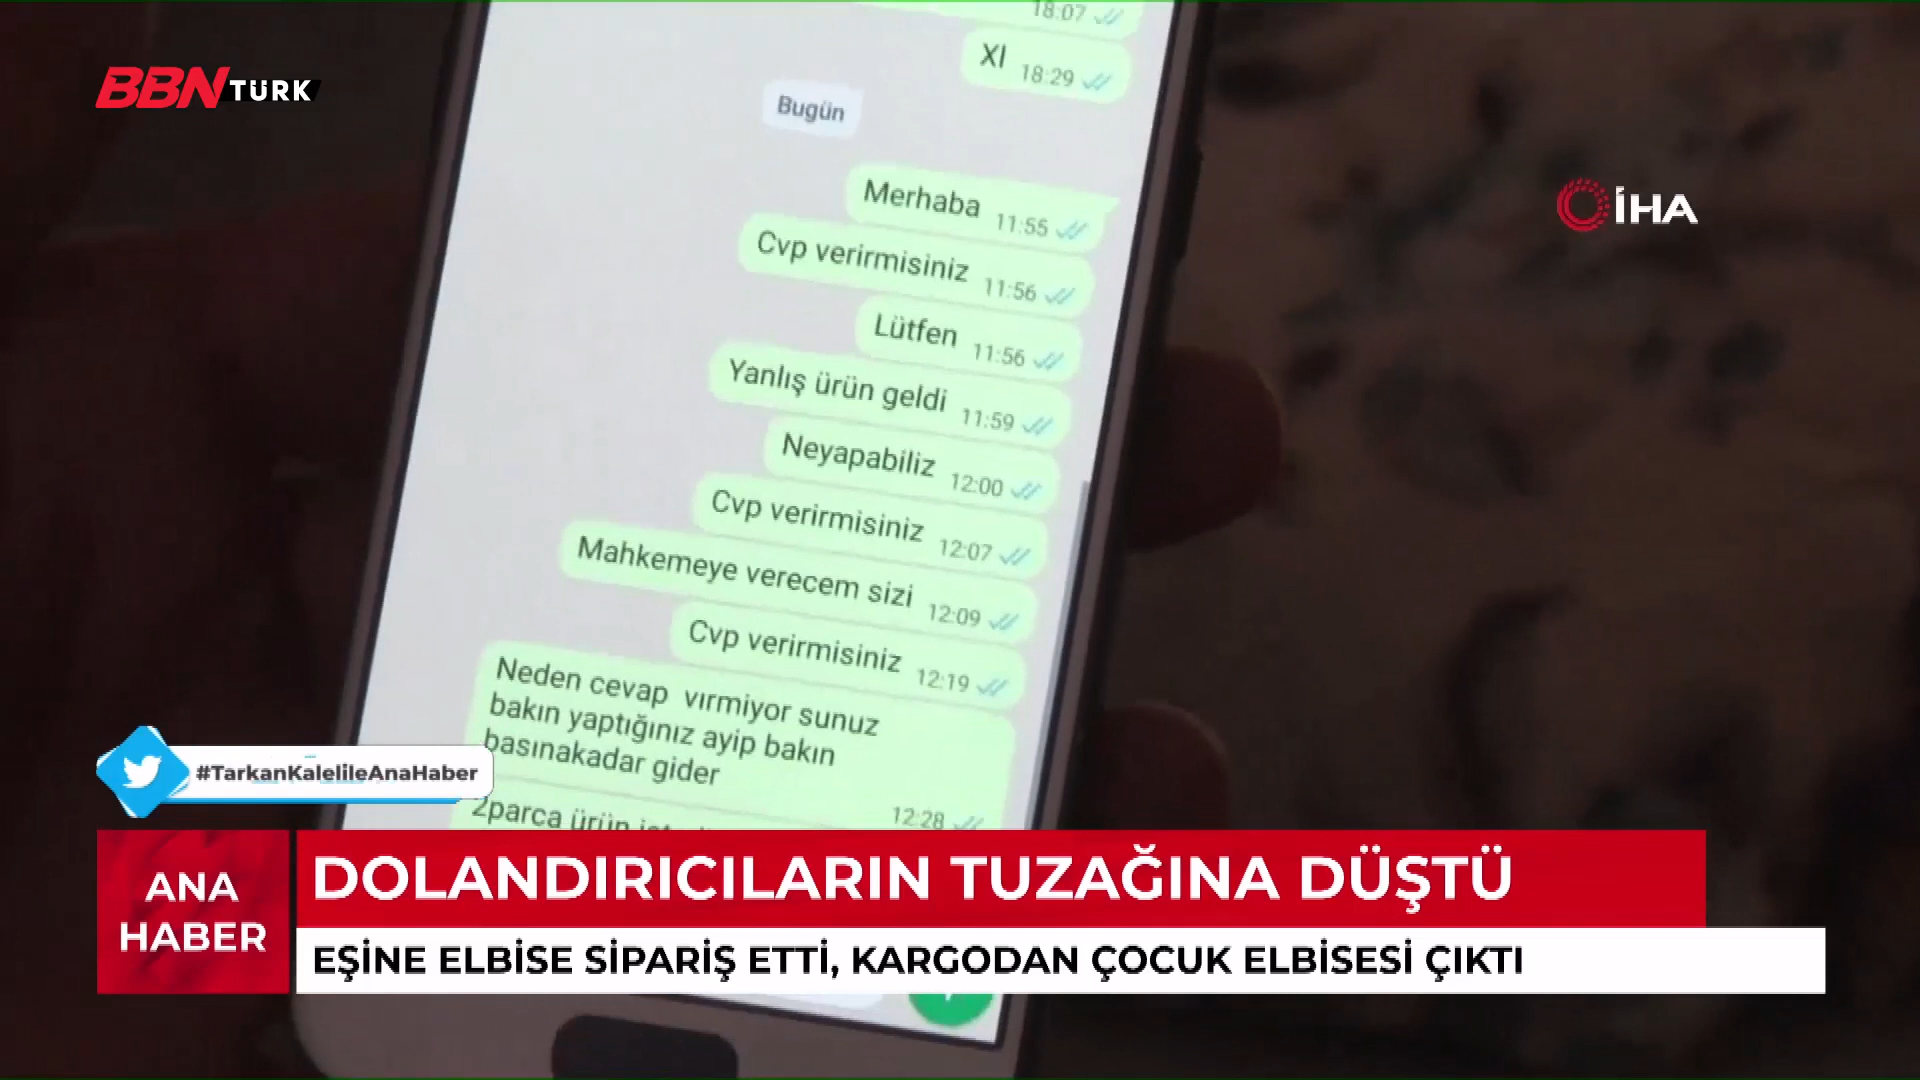 18:07
BBN TÜRK
Xl 18:29
Bugün
Merhaba 11:55
İHA
Cvp verirmisiniz 11:56
Lütfen 11:56
Yanlış ürün geldi 11:59
Neyapabiliz 12:00
Cvp verirmisiniz 12:07
Mahkemeye verecem sizi 12:09
Cvp verirmisiniz 12:19
Neden cevap vırmiyor sunuz
bakın yaptığınız ayip bakın
basınakadar gider
12:28
#TarkanKalelileAnaHaber
2parca ürün
ANA
HABER
DOLANDIRICILARIN TUZAĞINA DÜŞTÜ
EŞİNE ELBİSE SİPARİŞ ETTİ, KARGODAN ÇOCUK ELBİSESİ ÇIKTI